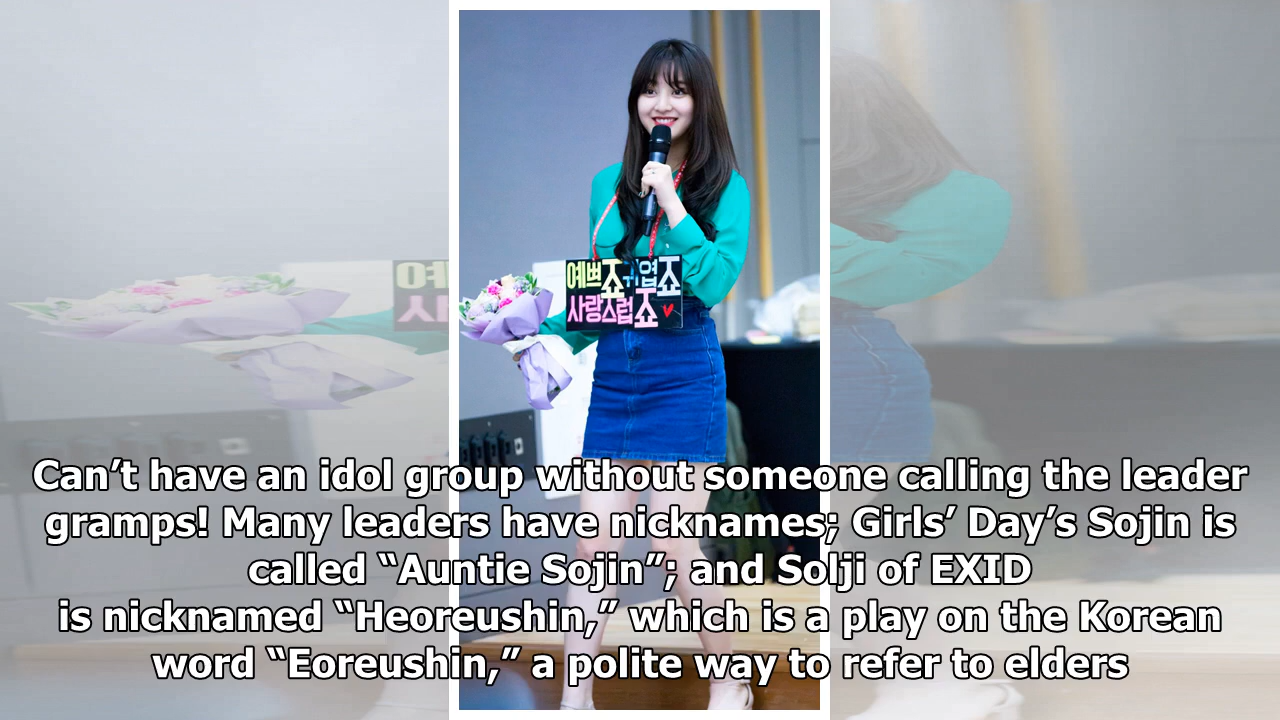 예쁘죠귀엽죠
사랑스럽죠
Can’t have an idol group without someone calling the leader
gramps! Many leaders have nicknames; Girls’ Day’s Sojin is
called “Auntie Sojin”; and Solji of EXID
is nicknamed “Heoreushin,” which is a play on the Korean
word “Eoreushin,” a polite way to refer to elders